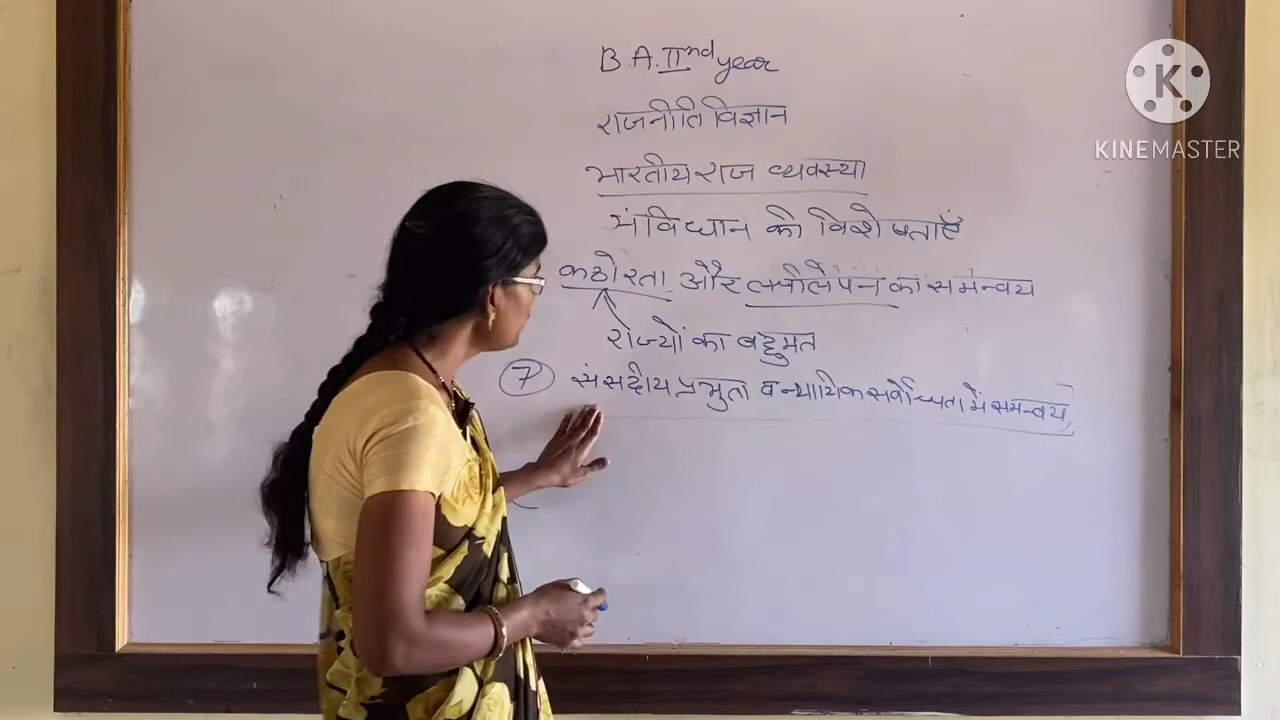 B.A. IInd year
राजनीति विज्ञान
भारतीय राज व्यवस्था
संविधान की विशेषताएँ
कठोरता और लचीलेपन का समन्वय
राज्यों का बहुमत
7 संसदीय प्रभुता व न्यायिक सर्वोच्चता में समन्वय,
K
KINEMASTER